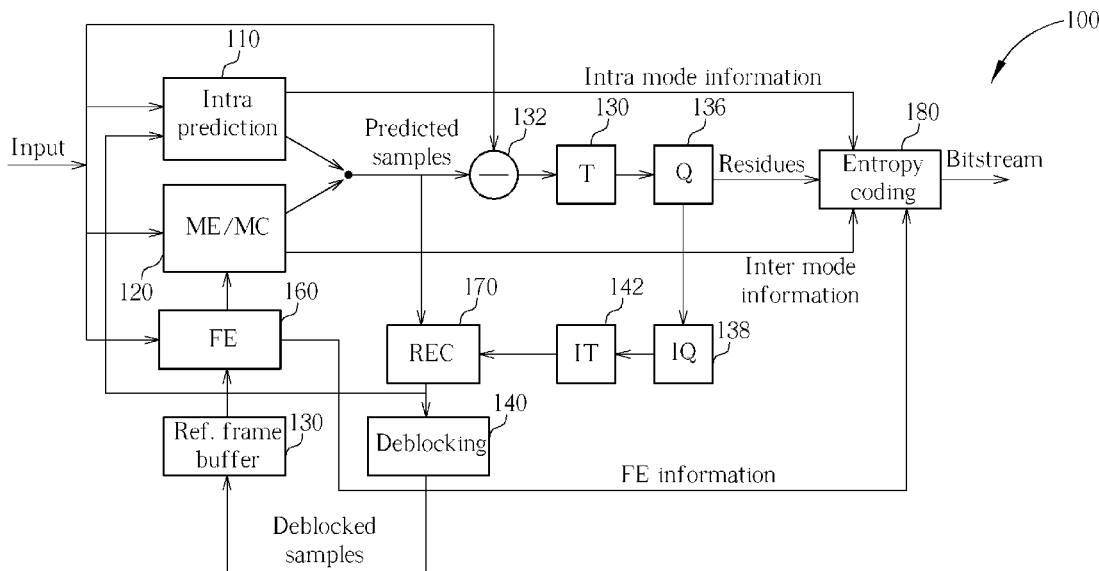 100
110
Intra
prediction
Intra mode information
Input
Predicted
samples
132
130
T
136
Q
Residues
180
Entropy
coding
Bitstream
ME/MC
120
Inter mode
information
160
FE
170
REC
142
IT
IQ
138
Ref. frame
buffer
130
140
Deblocking
FE information
Deblocked
samples